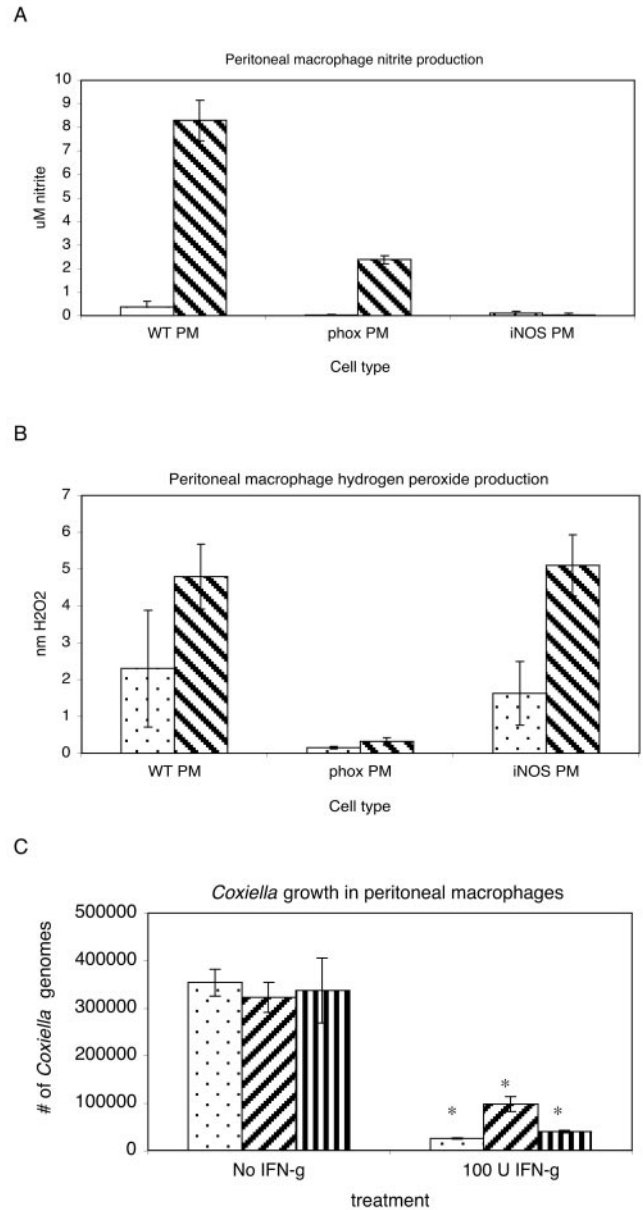 A
Peritoneal macrophage nitrite production
10
9
8
7
6
5
4
3
2
1
0
uM nitrite
WT PM phox PM iNOS PM
Cell type
B
Peritoneal macrophage hydrogen peroxide production
7
6
5
4
3
2
1
0
nm H2O2
WT PM phox PM iNOS PM
Cell type
C
Coxiella growth in peritoneal macrophages
500000
400000
300000
200000
100000
0
# of Coxiella genomes
* * *
No IFN-g 100 U IFN-g
treatment